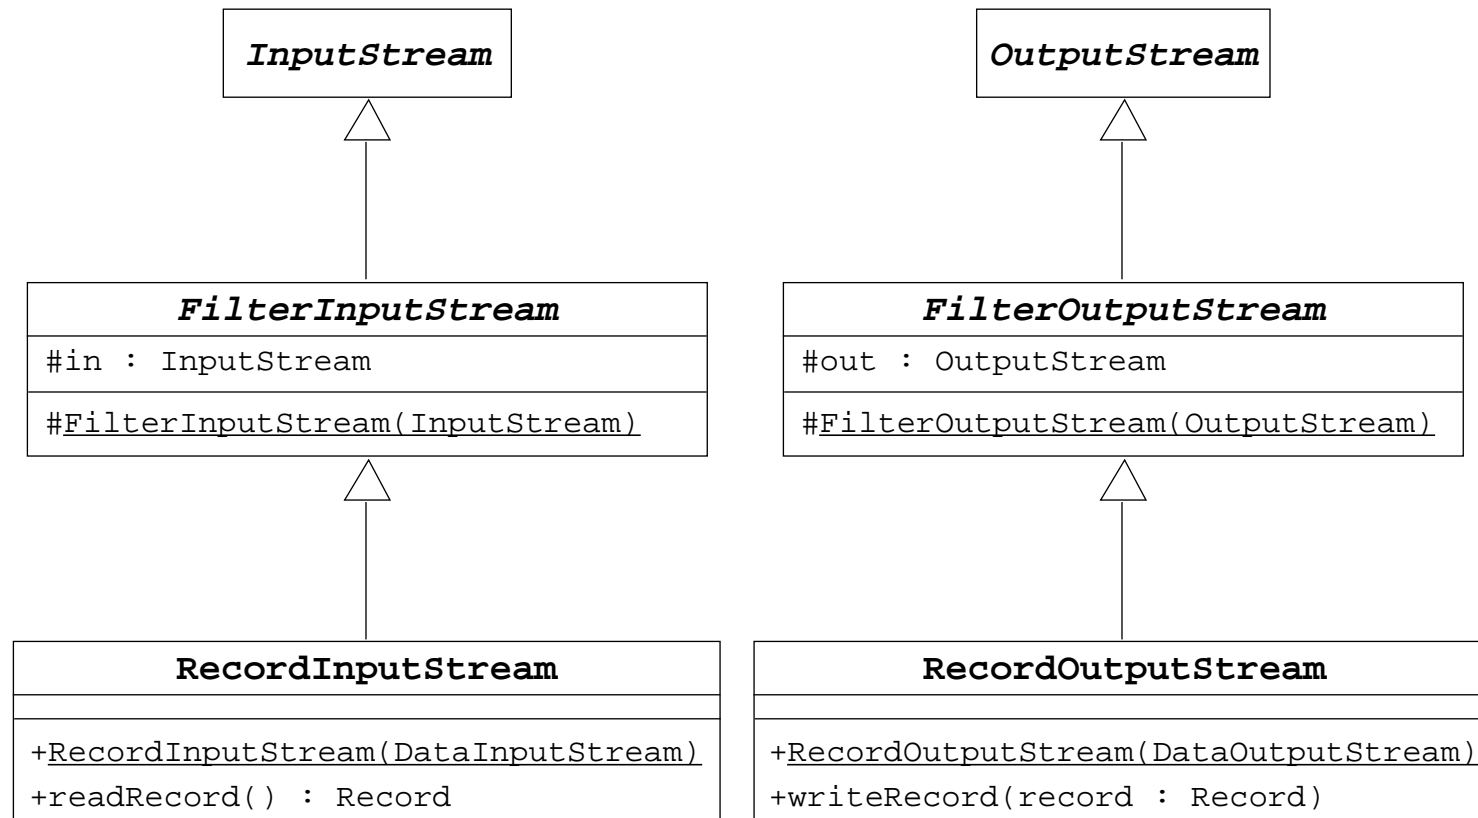 InputStream
OutputStream
FilterInputStream
#in : InputStream
#FilterInputStream(InputStream)
FilterOutputStream
#out : OutputStream
#FilterOutputStream(OutputStream)
RecordInputStream
+RecordInputStream(DataInputStream)
+readRecord() : Record
RecordOutputStream
+RecordOutputStream(DataOutputStream)
+writeRecord(record : Record)